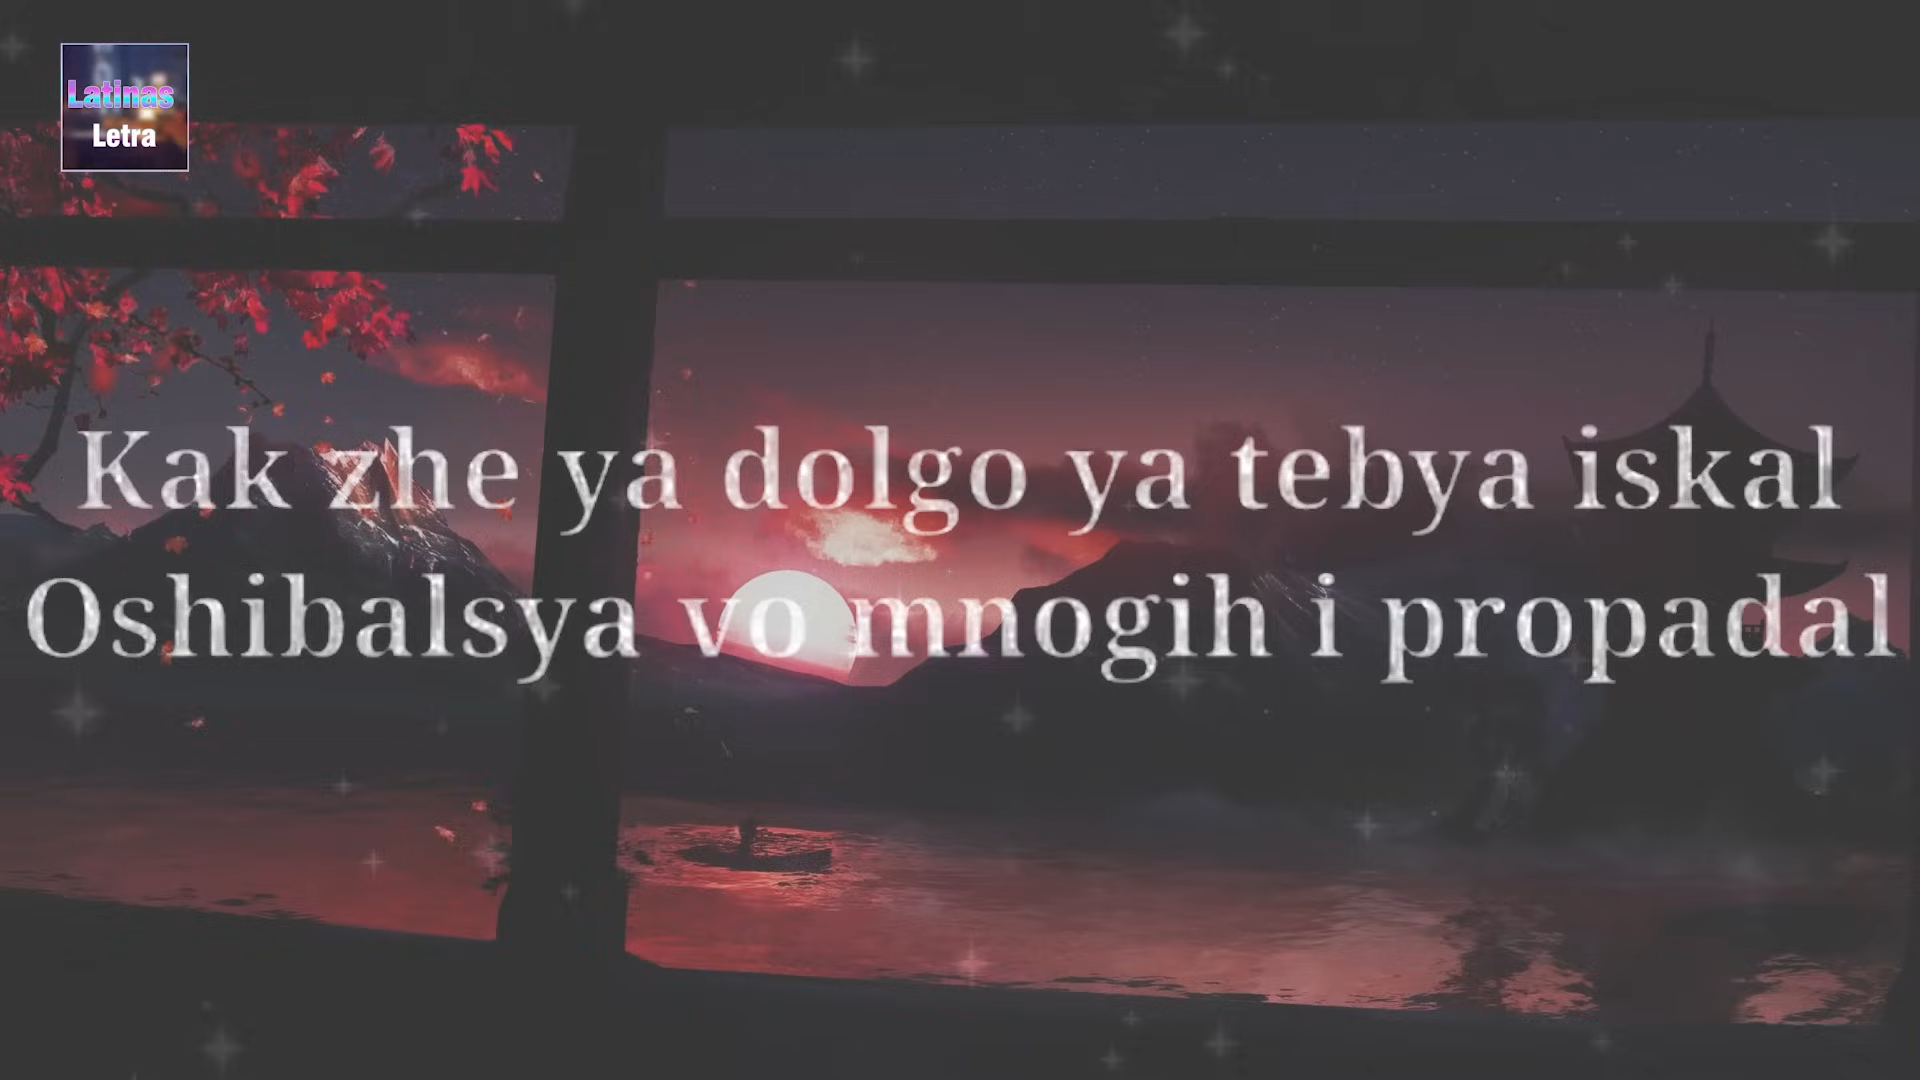 Latinas
Letra
Kak zhe ya dolgo ya tebya iskal
Oshibalsya vo mnogih i propadal